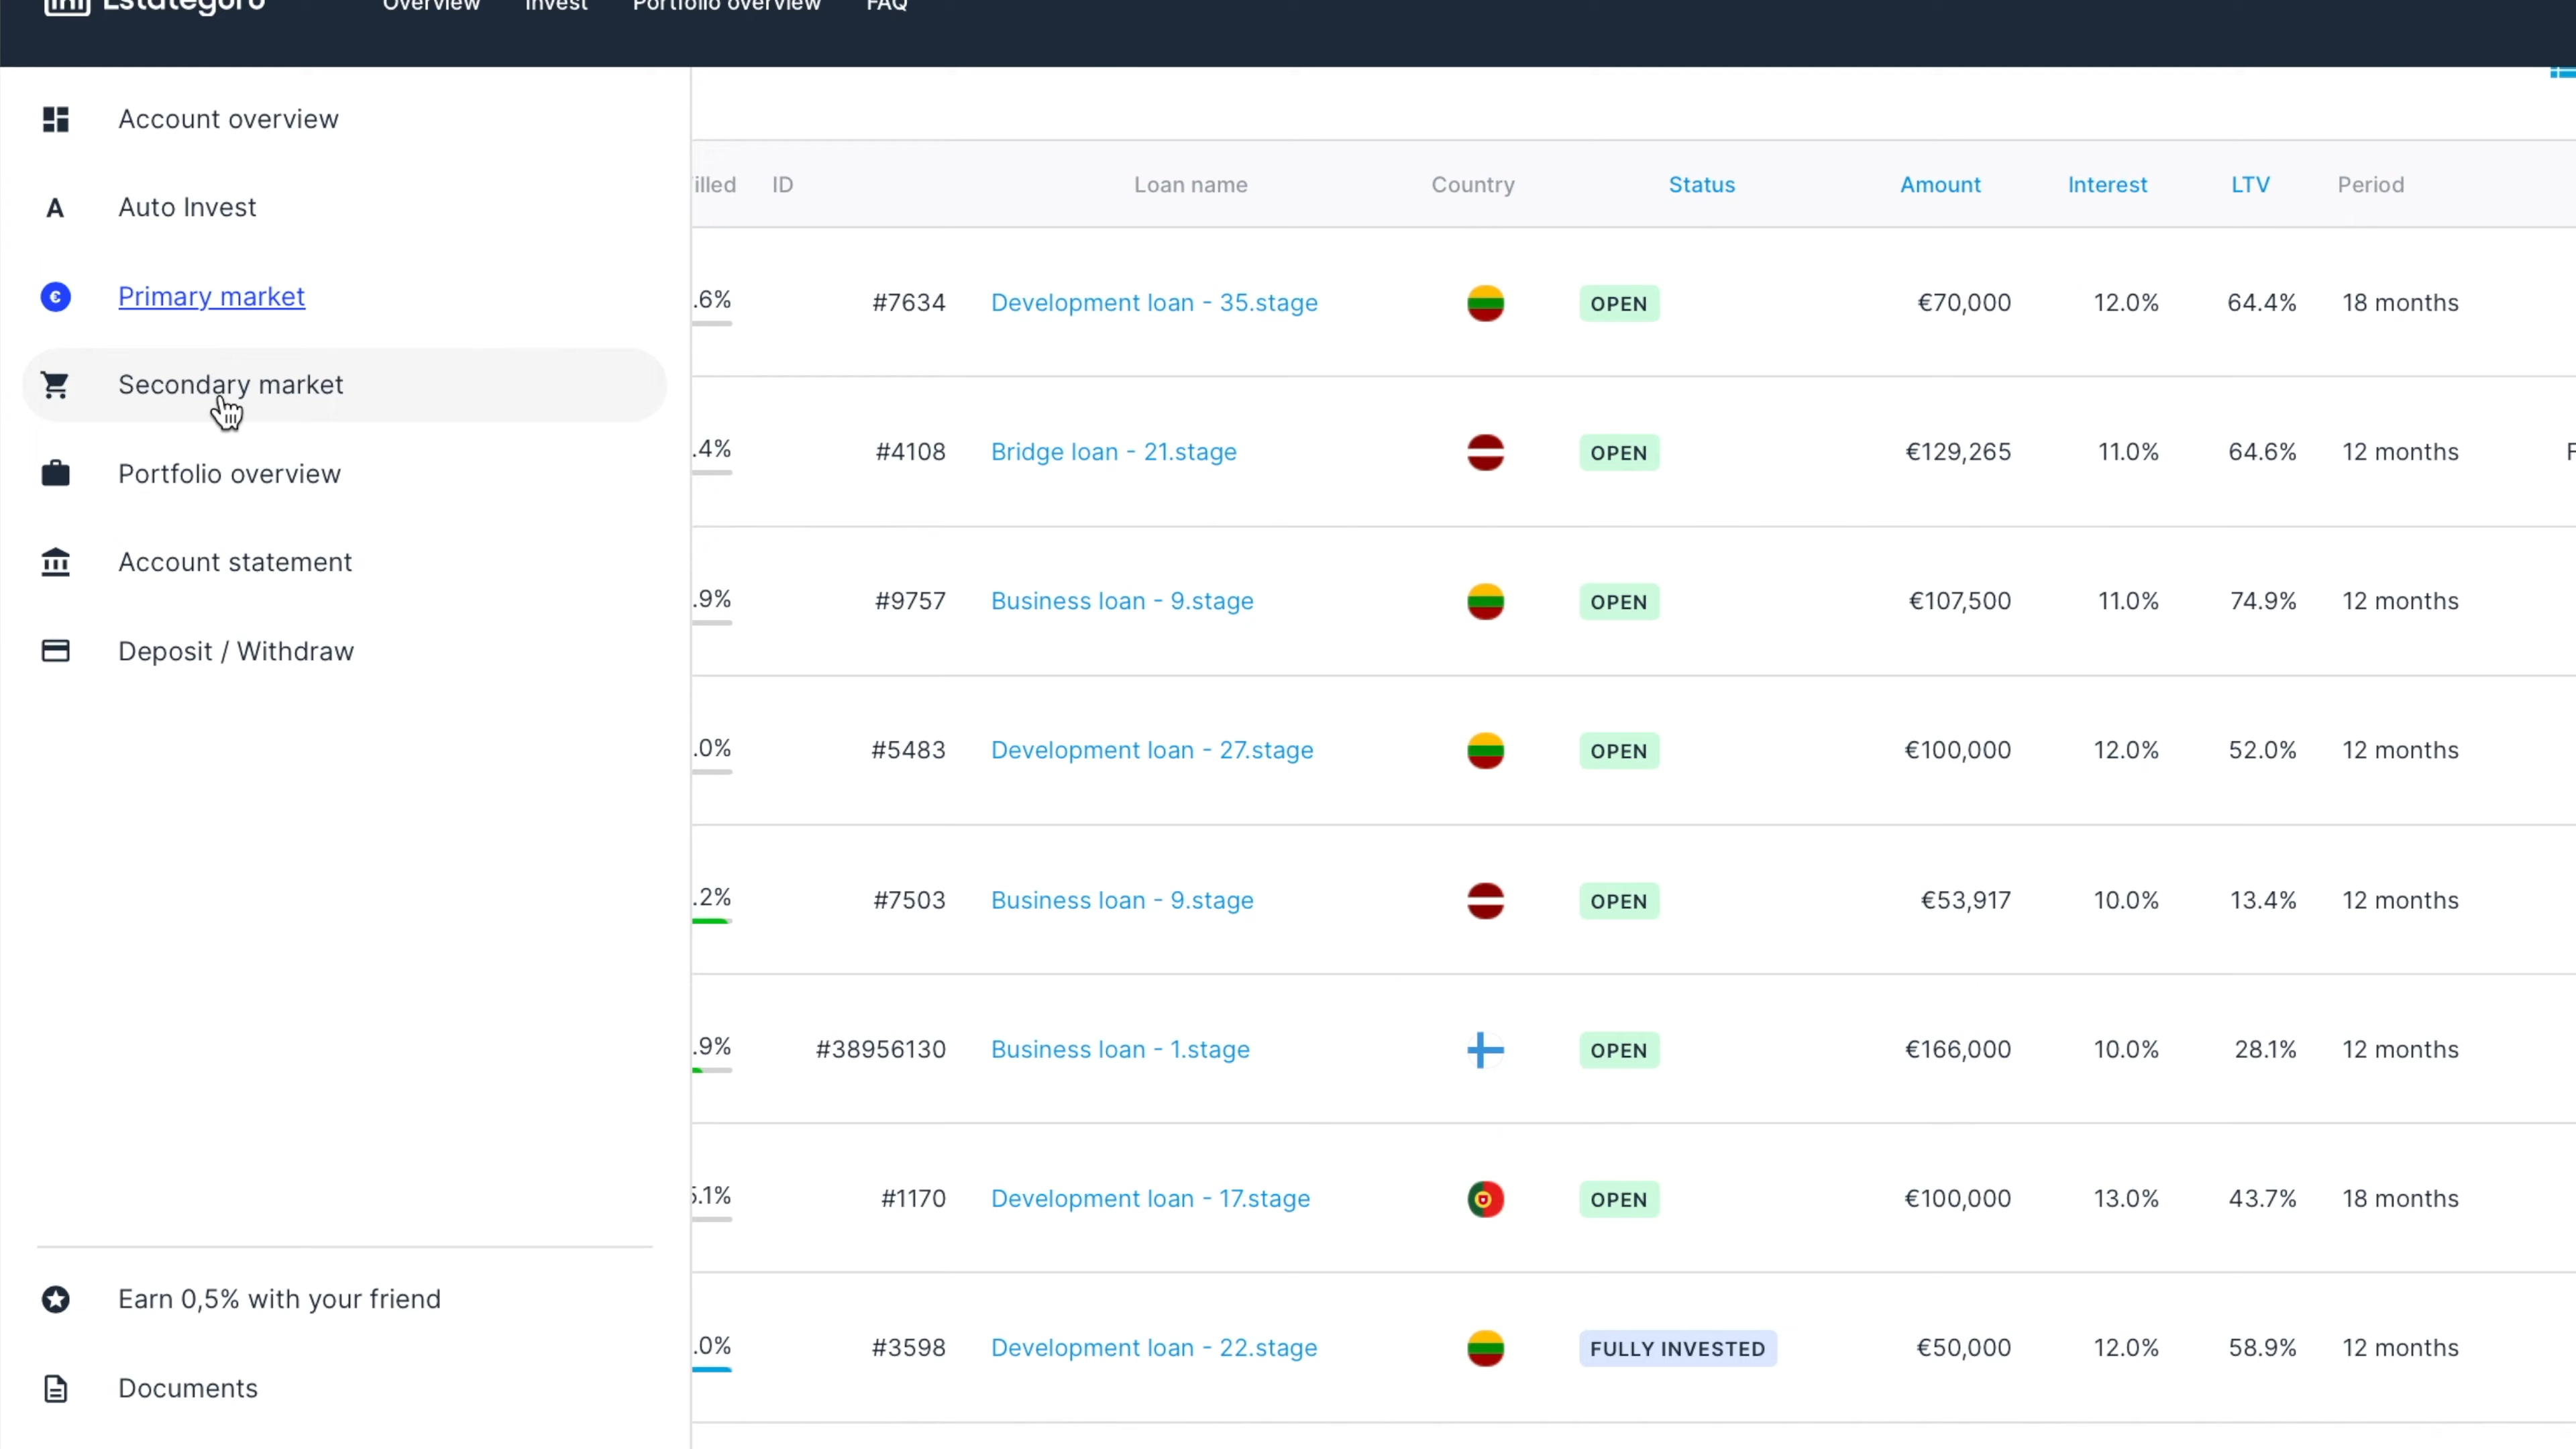 Estateguru
Overview Invest Portfolio overview FAQ
Account overview
A Auto Invest
€ Primary market
Secondary market
Portfolio overview
Account statement
Deposit / Withdraw
Earn 0,5% with your friend
Documents
illed ID Loan name Country Status Amount Interest LTV Period
.6% #7634 Development loan - 35.stage OPEN €70,000 12.0% 64.4% 18 months
.4% #4108 Bridge loan - 21.stage OPEN €129,265 11.0% 64.6% 12 months F
.9% #9757 Business loan - 9.stage OPEN €107,500 11.0% 74.9% 12 months
.0% #5483 Development loan - 27.stage OPEN €100,000 12.0% 52.0% 12 months
.2% #7503 Business loan - 9.stage OPEN €53,917 10.0% 13.4% 12 months
.9% #38956130 Business loan - 1.stage OPEN €166,000 10.0% 28.1% 12 months
5.1% #1170 Development loan - 17.stage OPEN €100,000 13.0% 43.7% 18 months
.0% #3598 Development loan - 22.stage FULLY INVESTED €50,000 12.0% 58.9% 12 months